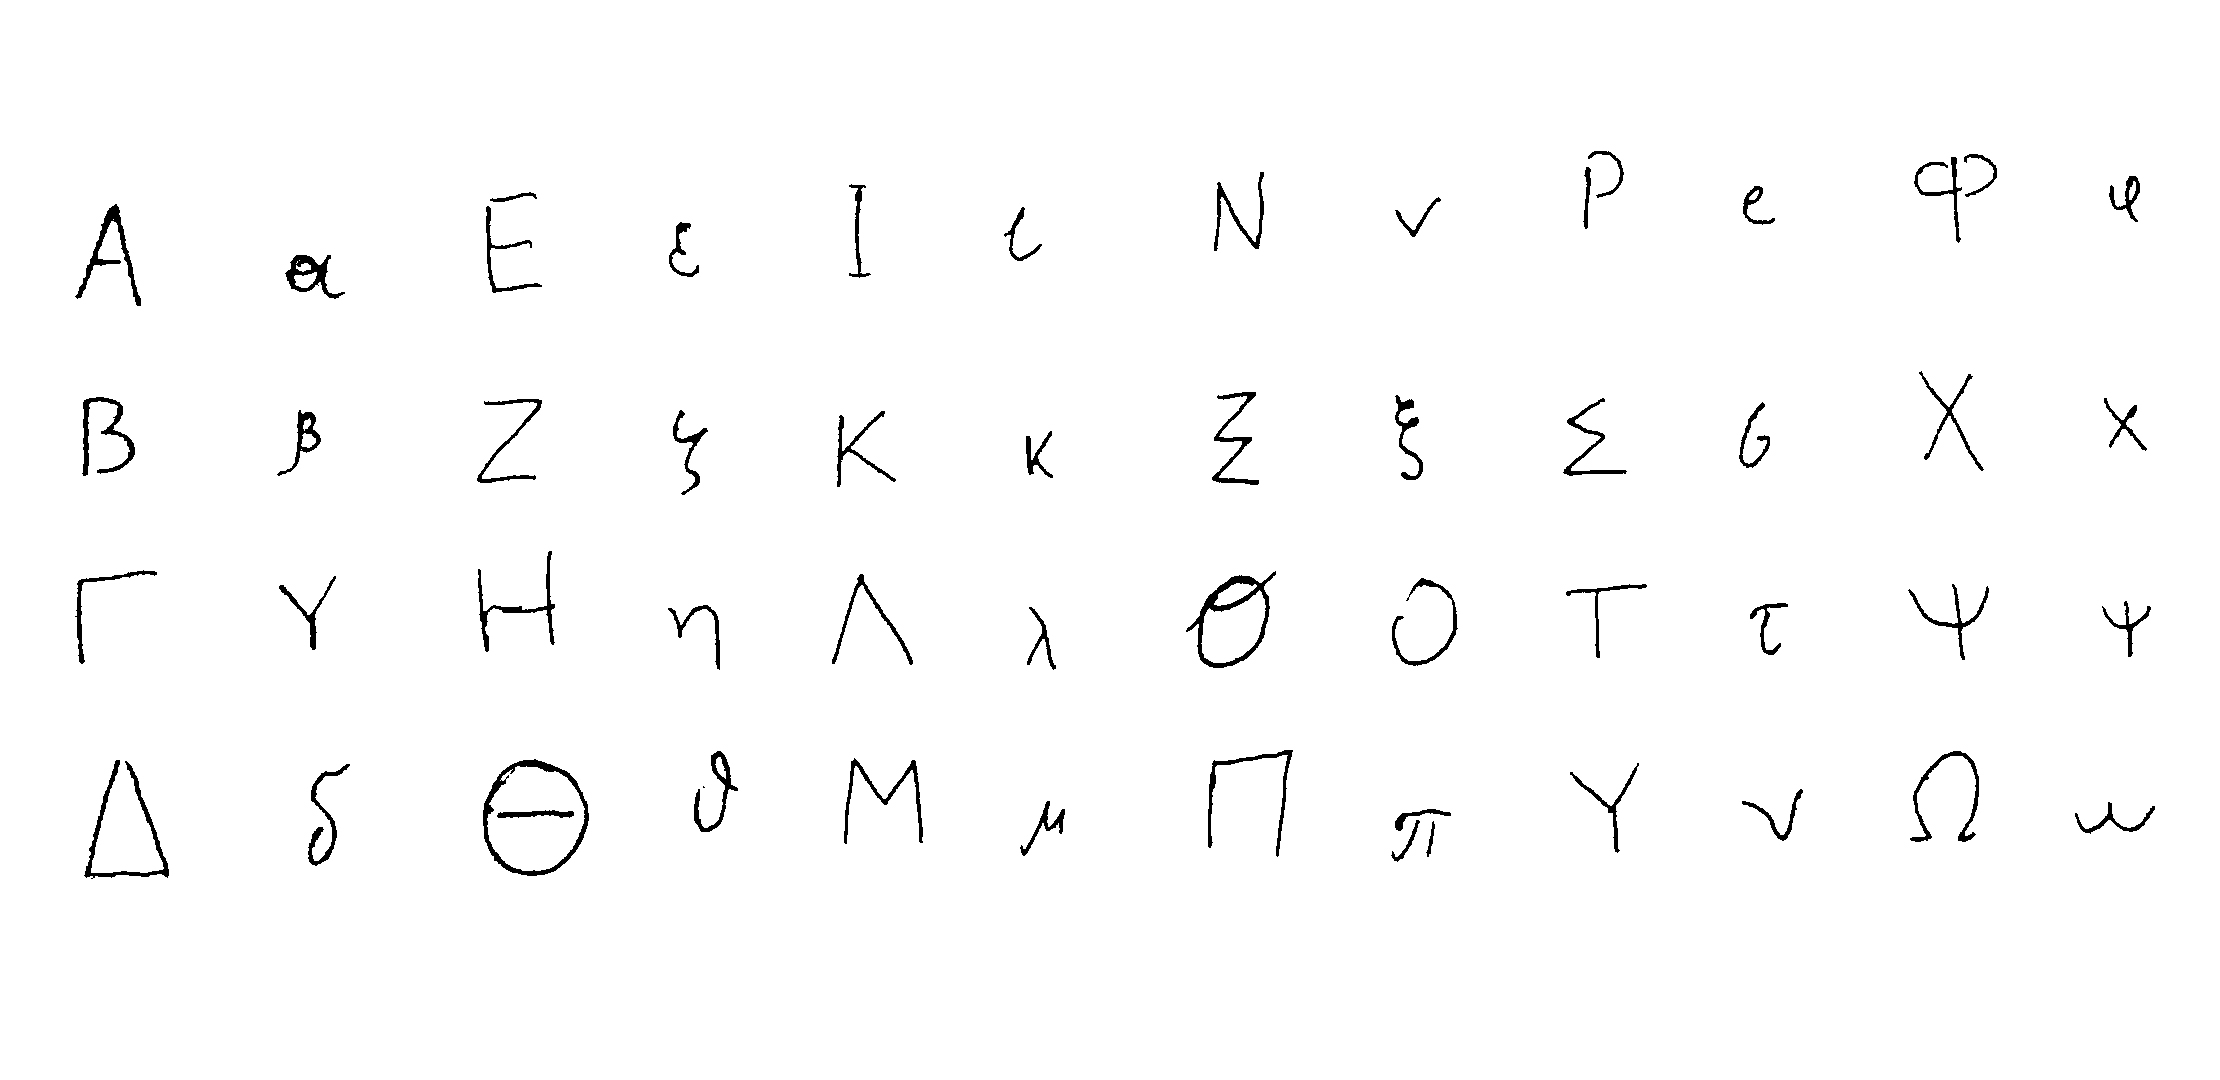 Α α Ε ε Ι ι Ν ν Ρ ρ Φ φ
Β β Ζ ζ Κ κ Ξ ξ Σ σ Χ χ
Γ γ Η η Λ λ Ο ο Τ τ Ψ ψ
Δ δ Θ ϑ Μ μ Π π Υ υ Ω ω